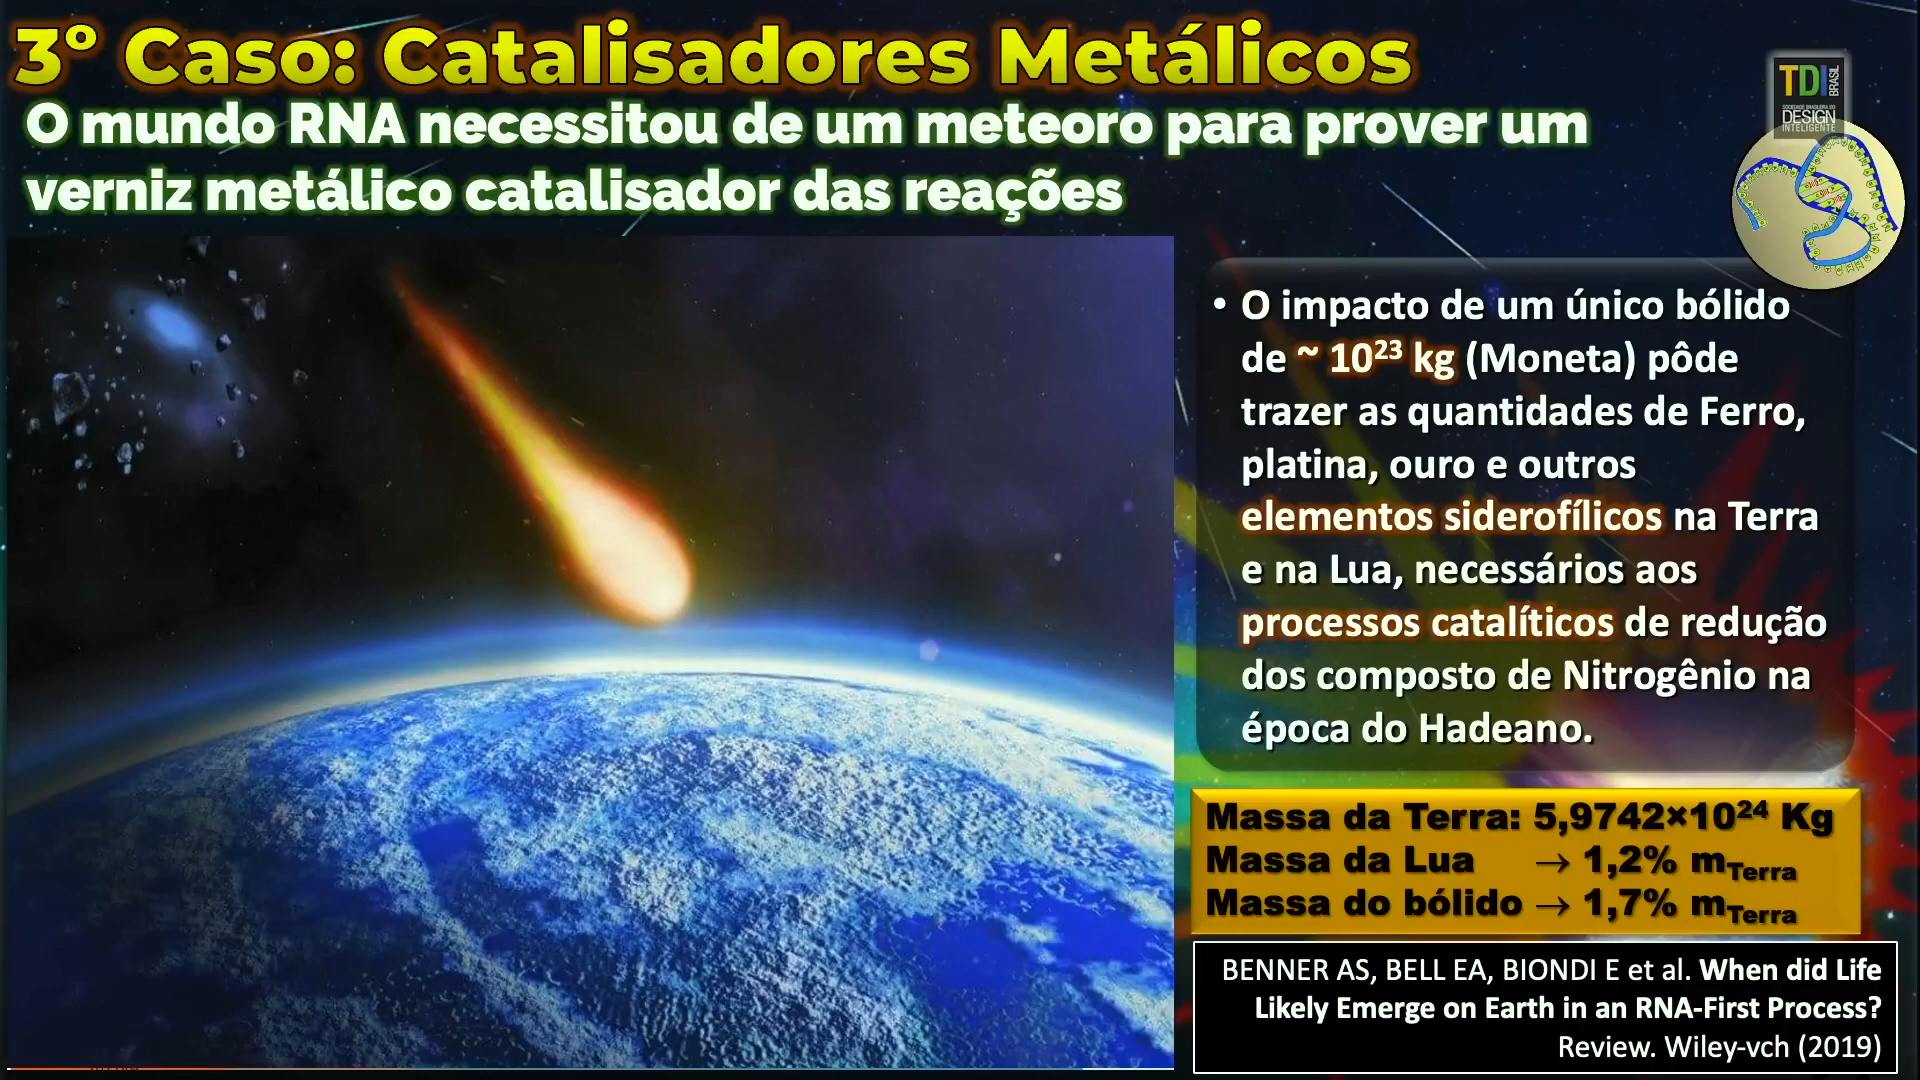 3º Caso: Catalisadores Metálicos
O mundo RNA necessitou de um meteoro para prover um
verniz metálico catalisador das reações
TDI
BRASIL
SOCIEDADE BRASILEIRA DO
DESIGN
INTELIGENTE
• O impacto de um único bólido
de ~ 10²³ kg (Moneta) pôde
trazer as quantidades de Ferro,
platina, ouro e outros
elementos siderofílicos na Terra
e na Lua, necessários aos
processos catalíticos de redução
dos composto de Nitrogênio na
época do Hadeano.
Massa da Terra: 5,9742×10²⁴ Kg
Massa da Lua → 1,2% mTerra
Massa do bólido → 1,7% mTerra
BENNER AS, BELL EA, BIONDI E et al. When did Life
Likely Emerge on Earth in an RNA-First Process?
Review. Wiley-vch (2019)